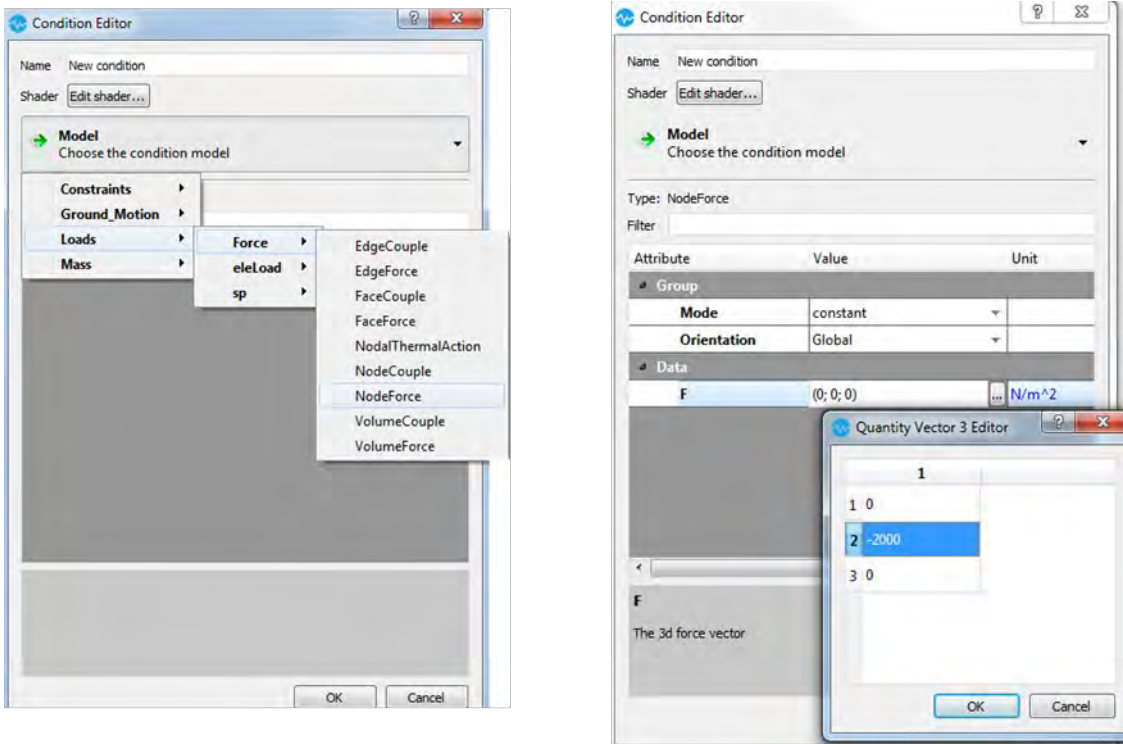 Condition Editor
Name New condition
Shader Edit shader...
Model
Choose the condition model
Constraints
Ground_Motion
Loads
Mass
Force
eleLoad
sp
EdgeCouple
EdgeForce
FaceCouple
FaceForce
NodalThermalAction
NodeCouple
NodeForce
VolumeCouple
VolumeForce
OK Cancel
Condition Editor
Name New condition
Shader Edit shader...
Model
Choose the condition model
Type: NodeForce
Filter
Attribute Value Unit
Group
Mode constant
Orientation Global
Data
F (0; 0; 0) ... N/m^2
Quantity Vector 3 Editor
1
1 0
2 -2000
3 0
F
The 3d force vector
OK Cancel